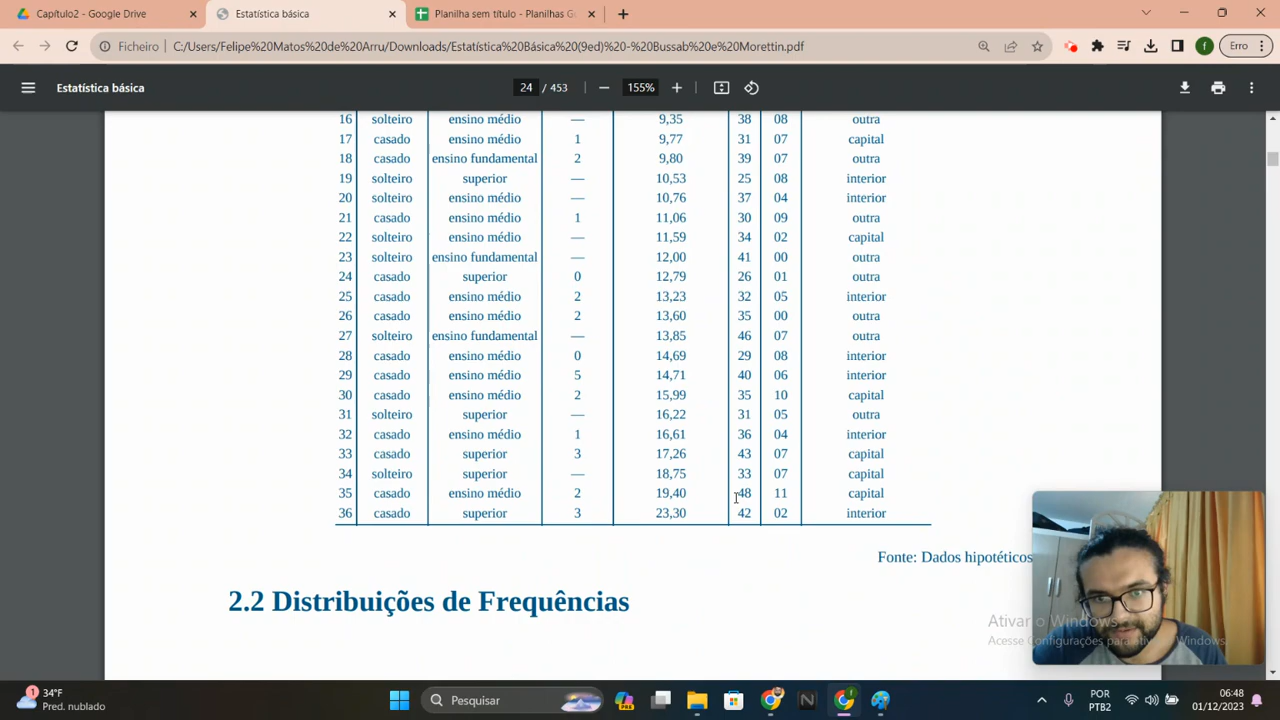 Capítulo2 - Google Drive
Estatística básica
Planilha sem título - Planilhas G
Ficheiro
C:/Users/Felipe%20Matos%20de%20Arru/Downloads/Estatística%20Básica%20(9ed)%20-%20Bussab%20e%20Morettin.pdf
f
Erro
Estatística básica
24 / 453
155%
16 solteiro ensino médio — 9,35 38 08 outra
17 casado ensino médio 1 9,77 31 07 capital
18 casado ensino fundamental 2 9,80 39 07 outra
19 solteiro superior — 10,53 25 08 interior
20 solteiro ensino médio — 10,76 37 04 interior
21 casado ensino médio 1 11,06 30 09 outra
22 solteiro ensino médio — 11,59 34 02 capital
23 solteiro ensino fundamental — 12,00 41 00 outra
24 casado superior 0 12,79 26 01 outra
25 casado ensino médio 2 13,23 32 05 interior
26 casado ensino médio 2 13,60 35 00 outra
27 solteiro ensino fundamental — 13,85 46 07 outra
28 casado ensino médio 0 14,69 29 08 interior
29 casado ensino médio 5 14,71 40 06 interior
30 casado ensino médio 2 15,99 35 10 capital
31 solteiro superior — 16,22 31 05 outra
32 casado ensino médio 1 16,61 36 04 interior
33 casado superior 3 17,26 43 07 capital
34 solteiro superior — 18,75 33 07 capital
35 casado ensino médio 2 19,40 48 11 capital
36 casado superior 3 23,30 42 02 interior
Fonte: Dados hipotéticos
2.2 Distribuições de Frequências
Ativar o Windows
Acesse Configurações para ativar o Windows.
1
34°F
Pred. nublado
Pesquisar
POR
PTB2
06:48
01/12/2023